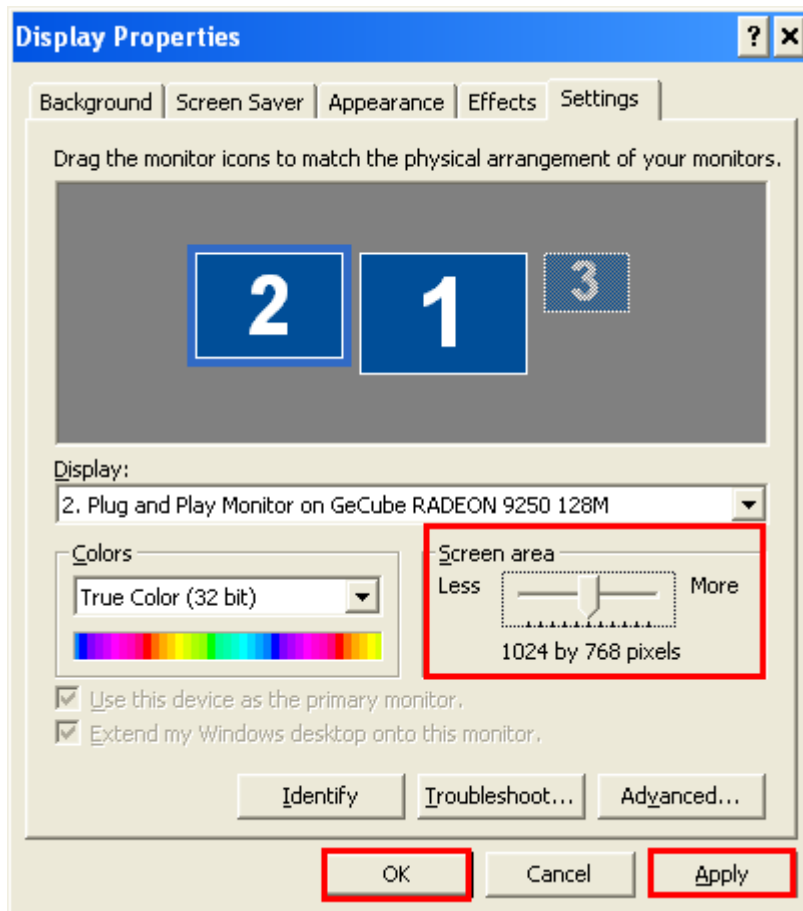 Display Properties
Background Screen Saver Appearance Effects Settings
Drag the monitor icons to match the physical arrangement of your monitors.
2 1 3
Display:
2. Plug and Play Monitor on GeCube RADEON 9250 128M
Colors Screen area
Less More
True Color (32 bit)
1024 by 768 pixels
Use this device as the primary monitor.
Extend my Windows desktop onto this monitor.
Identify Troubleshoot... Advanced...
OK Cancel Apply